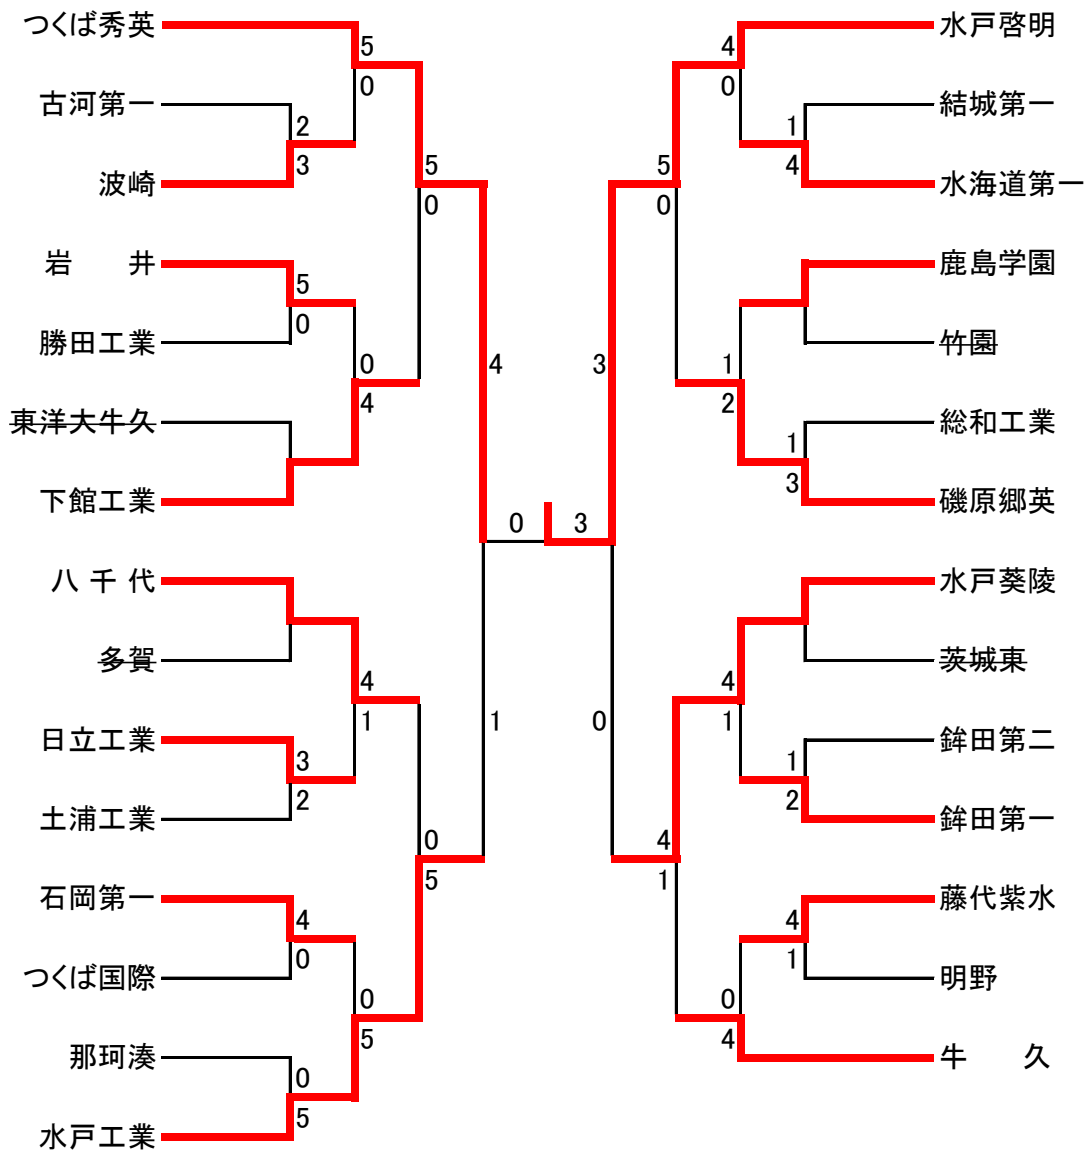 つくば秀英
5
0
古河第一
2
3
波崎
5
0
岩 井
5
0
勝田工業
0
4
東洋大牛久
下館工業
4
0
八千代
多賀
4
1
日立工業
3
2
土浦工業
1
0
5
石岡第一
4
0
つくば国際
0
5
那珂湊
0
5
水戸工業
水戸啓明
4
0
結城第一
1
4
水海道第一
5
0
鹿島学園
竹園
3
1
2
総和工業
1
3
磯原郷英
3
水戸葵陵
茨城東
4
1
0
鉾田第二
1
2
鉾田第一
4
1
藤代紫水
4
1
明野
0
4
牛 久